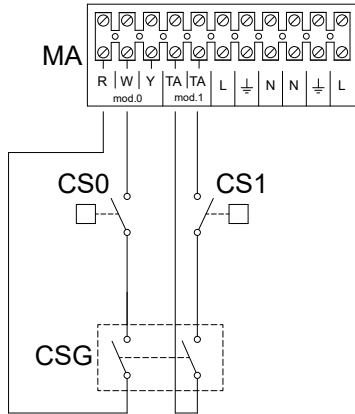 MA
R W Y TA TA L ⏚ N N ⏚ L
mod.0 mod.1
CS0 CS1
CSG